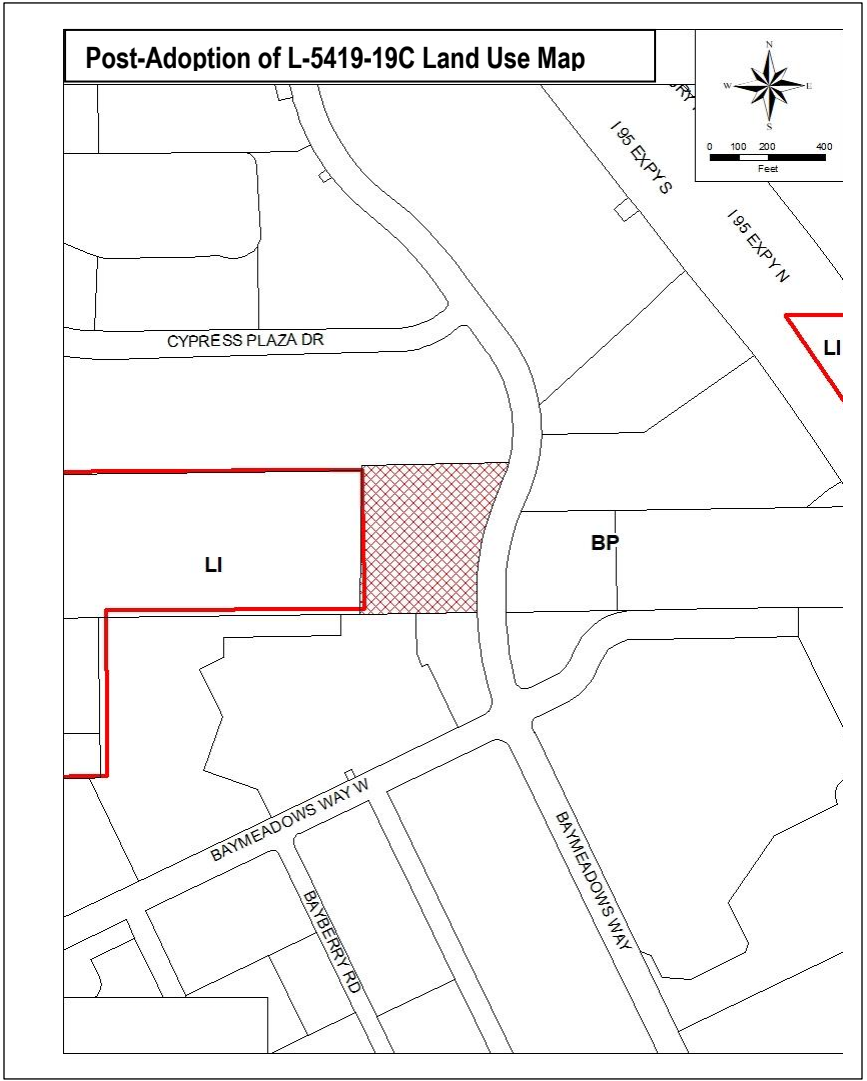 Post-Adoption of L-5419-19C Land Use Map
N
W E
S
0 100 200 400
Feet
I 95 EXPY S
I 95 EXPY N
LI
CYPRESS PLAZA DR
LI
BP
BAYMEADOWS WAY W
BAYBERRY RD
BAYMEADOWS WAY